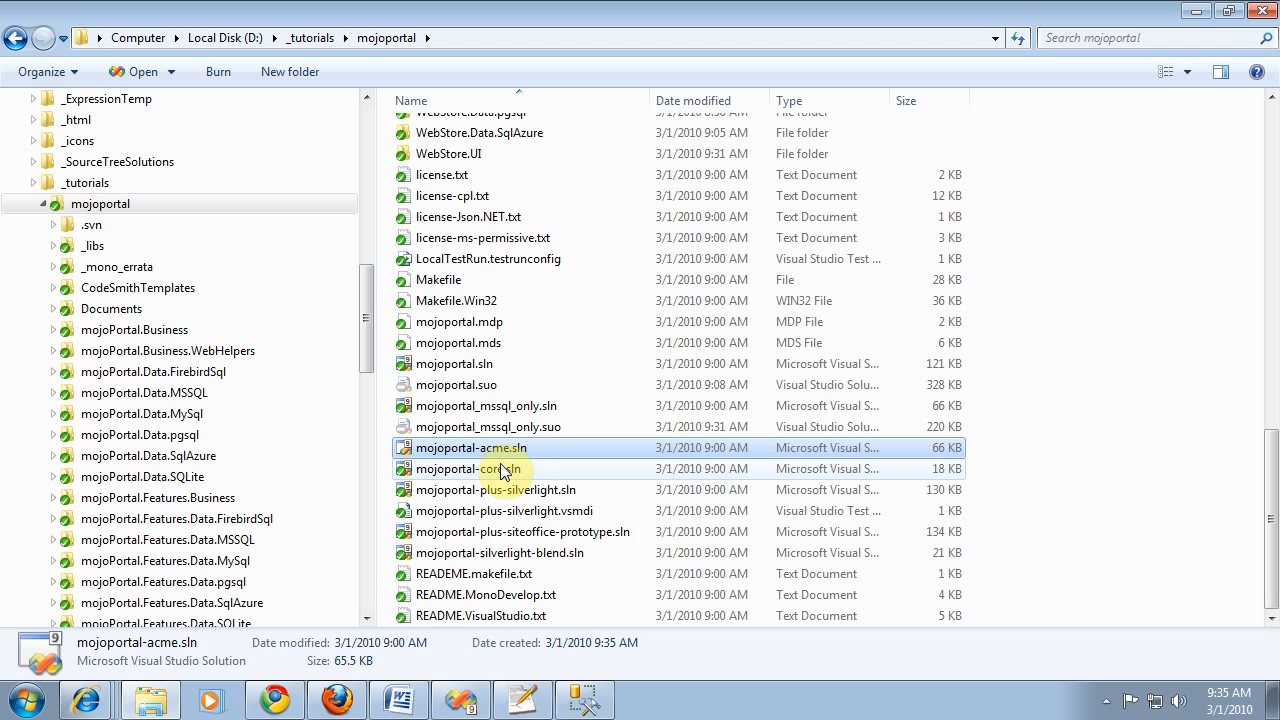 Computer Local Disk (D:) _tutorials mojoportal Search mojoportal
Organize Open Burn New folder
_ExpressionTemp
_html
_icons
_SourceTreeSolutions
_tutorials
mojoportal
.svn
_libs
_mono_errata
CodeSmithTemplates
Documents
mojoPortal.Business
mojoPortal.Business.WebHelpers
mojoPortal.Data.FirebirdSql
mojoPortal.Data.MSSQL
mojoPortal.Data.MySql
mojoPortal.Data.pgsql
mojoPortal.Data.SqlAzure
mojoPortal.Data.SQLite
mojoPortal.Features.Business
mojoPortal.Features.Data.FirebirdSql
mojoPortal.Features.Data.MSSQL
mojoPortal.Features.Data.MySql
mojoPortal.Features.Data.pgsql
mojoPortal.Features.Data.SqlAzure
mojoPortal.Features.Data.SQLite
Name Date modified Type Size
WebStore.Data.pgsql 3/1/2010 8:58 AM File folder
WebStore.Data.SqlAzure 3/1/2010 9:05 AM File folder
WebStore.UI 3/1/2010 9:31 AM File folder
license.txt 3/1/2010 9:00 AM Text Document 2 KB
license-cpl.txt 3/1/2010 9:00 AM Text Document 12 KB
license-Json.NET.txt 3/1/2010 9:00 AM Text Document 1 KB
license-ms-permissive.txt 3/1/2010 9:00 AM Text Document 3 KB
LocalTestRun.testrunconfig 3/1/2010 9:00 AM Visual Studio Test ... 1 KB
Makefile 3/1/2010 9:00 AM File 28 KB
Makefile.Win32 3/1/2010 9:00 AM WIN32 File 36 KB
mojoportal.mdp 3/1/2010 9:00 AM MDP File 2 KB
mojoportal.mds 3/1/2010 9:00 AM MDS File 6 KB
mojoportal.sln 3/1/2010 9:00 AM Microsoft Visual S... 121 KB
mojoportal.suo 3/1/2010 9:08 AM Visual Studio Solu... 328 KB
mojoportal_mssql_only.sln 3/1/2010 9:00 AM Microsoft Visual S... 66 KB
mojoportal_mssql_only.suo 3/1/2010 9:31 AM Visual Studio Solu... 220 KB
mojoportal-acme.sln 3/1/2010 9:00 AM Microsoft Visual S... 66 KB
mojoportal-core.sln 3/1/2010 9:00 AM Microsoft Visual S... 18 KB
mojoportal-plus-silverlight.sln 3/1/2010 9:00 AM Microsoft Visual S... 130 KB
mojoportal-plus-silverlight.vsmdi 3/1/2010 9:00 AM Visual Studio Test ... 1 KB
mojoportal-plus-siteoffice-prototype.sln 3/1/2010 9:00 AM Microsoft Visual S... 134 KB
mojoportal-silverlight-blend.sln 3/1/2010 9:00 AM Microsoft Visual S... 21 KB
READEME.makefile.txt 3/1/2010 9:00 AM Text Document 1 KB
README.MonoDevelop.txt 3/1/2010 9:00 AM Text Document 4 KB
README.VisualStudio.txt 3/1/2010 9:00 AM Text Document 5 KB
mojoportal-acme.sln Date modified: 3/1/2010 9:00 AM Date created: 3/1/2010 9:35 AM
Microsoft Visual Studio Solution Size: 65.5 KB
9:35 AM
3/1/2010